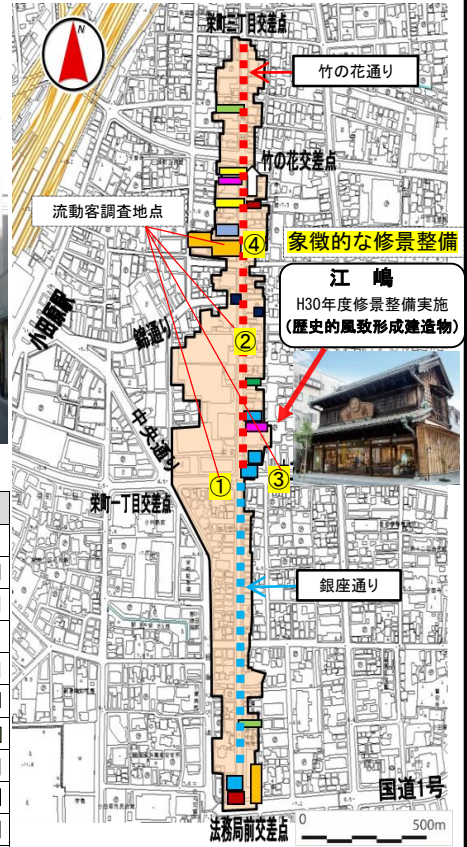 栄町三丁目交差点
竹の花通り
竹の花交差点
流動客調査地点
④
象徴的な修景整備
江　嶋
H30年度修景整備実施
(歴史的風致形成建造物)
小田原駅
錦通り
②
中央通り
①
③
栄町一丁目交差点
銀座通り
国道1号
法務局前交差点
0
500m